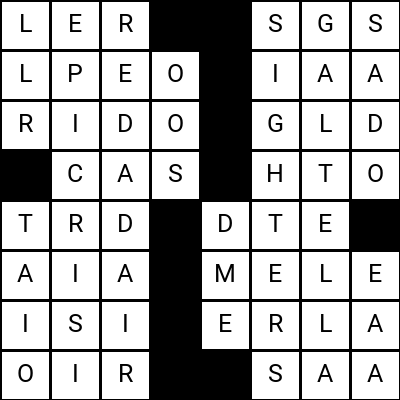 L E R S G S
L P E O I A A
R I D O G L D
C A S H T O
T R D D T E
A I A M E L E
I S I E R L A
O I R S A A